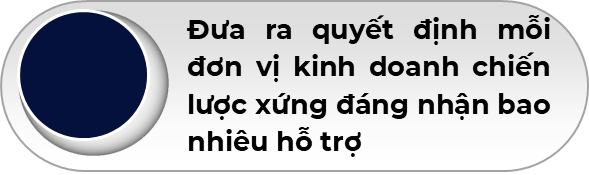 Đưa ra quyết định mỗi
đơn vị kinh doanh chiến
lược xứng đáng nhận bao
nhiêu hỗ trợ